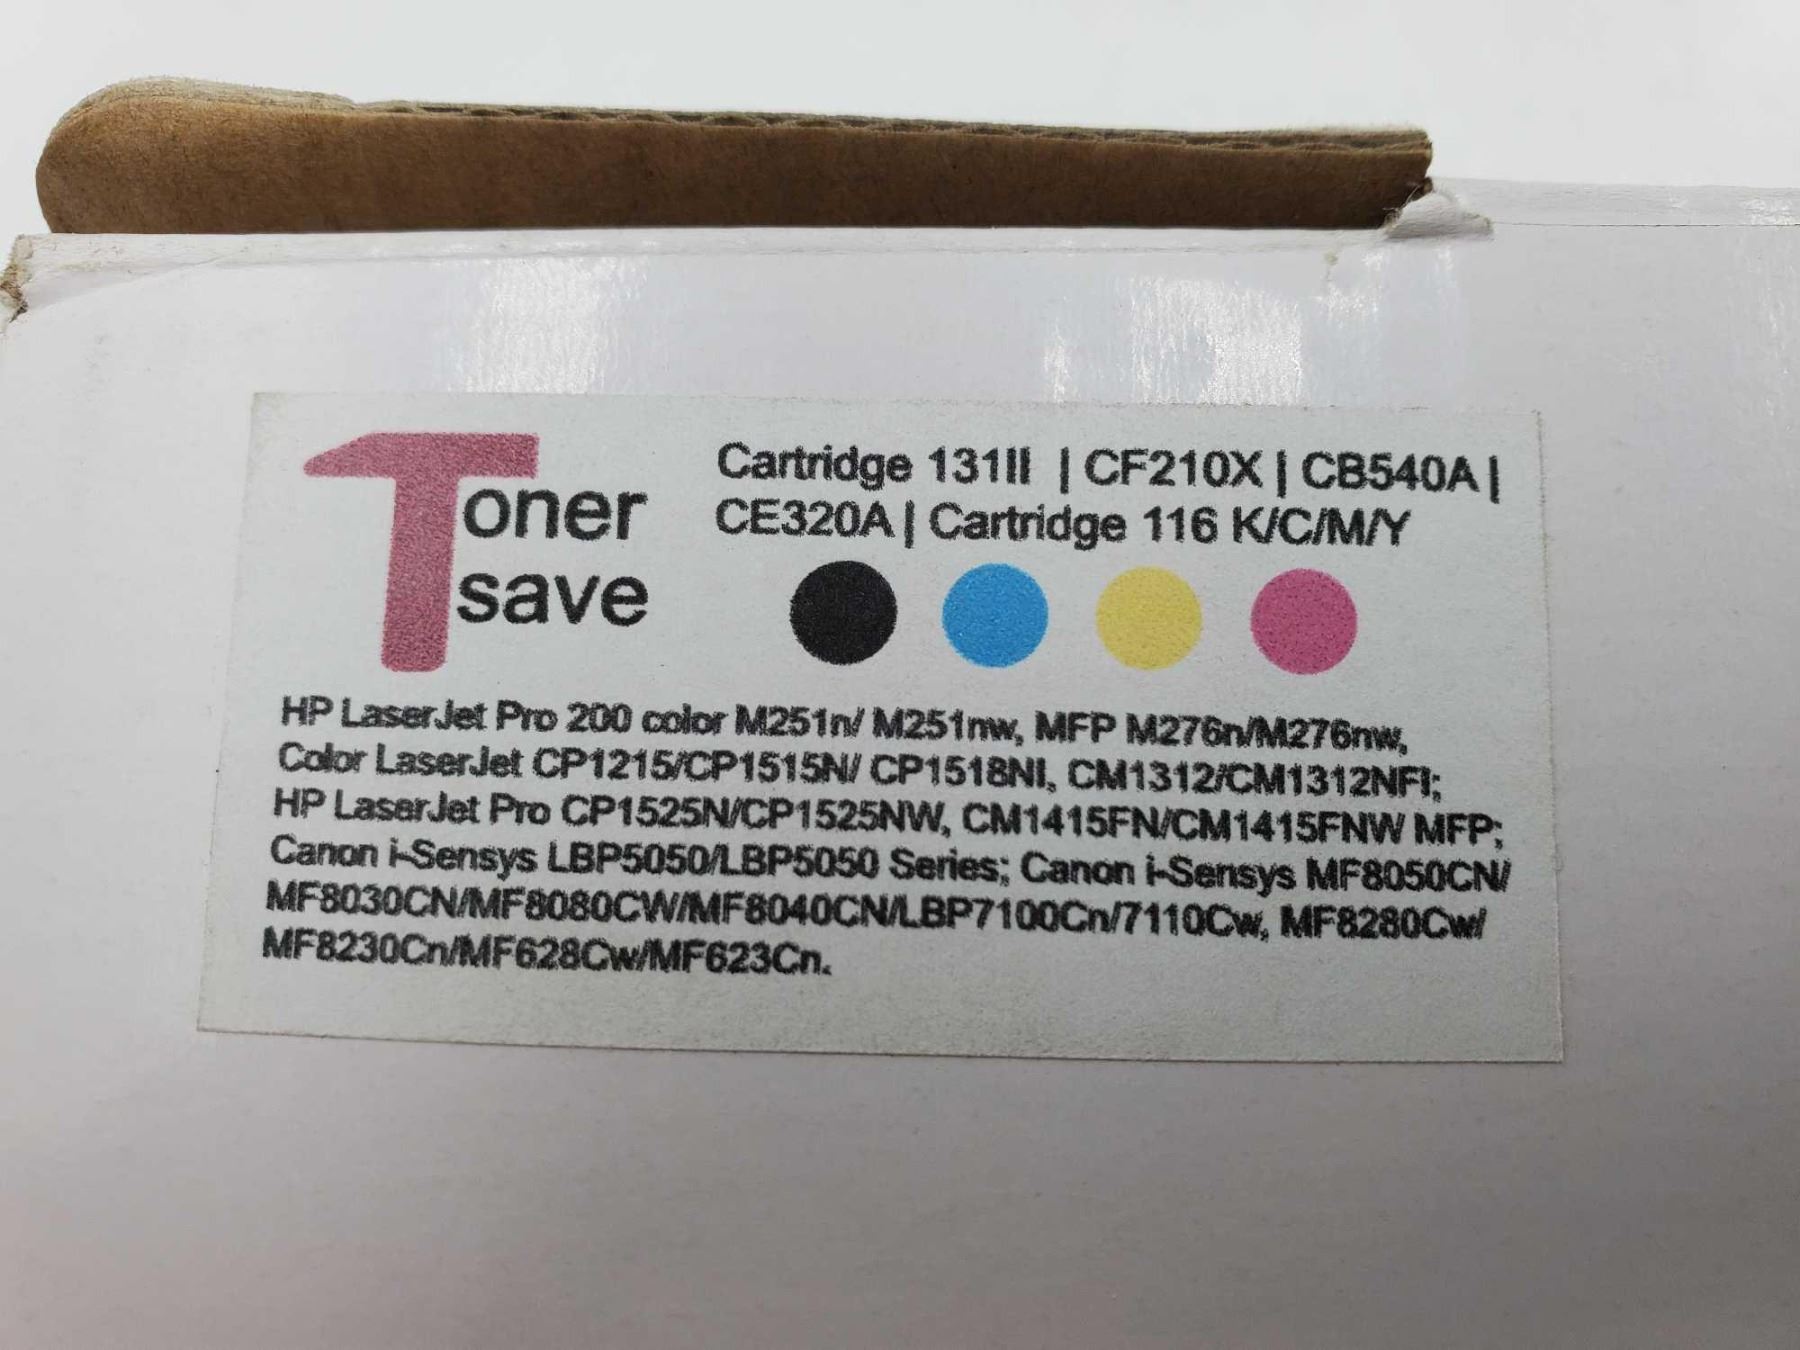 Toner
save
Cartridge 131II | CF210X | CB540A |
CE320A | Cartridge 116 K/C/M/Y
HP LaserJet Pro 200 color M251n/ M251nw, MFP M276n/M276nw,
Color LaserJet CP1215/CP1515N/ CP1518NI, CM1312/CM1312NFI;
HP LaserJet Pro CP1525N/CP1525NW, CM1415FN/CM1415FNW MFP;
Canon i-Sensys LBP5050/LBP5050 Series; Canon i-Sensys MF8050CN/
MF8030CN/MF8080CW/MF8040CN/LBP7100Cn/7110Cw, MF8280Cw/
MF8230Cn/MF628Cw/MF623Cn.